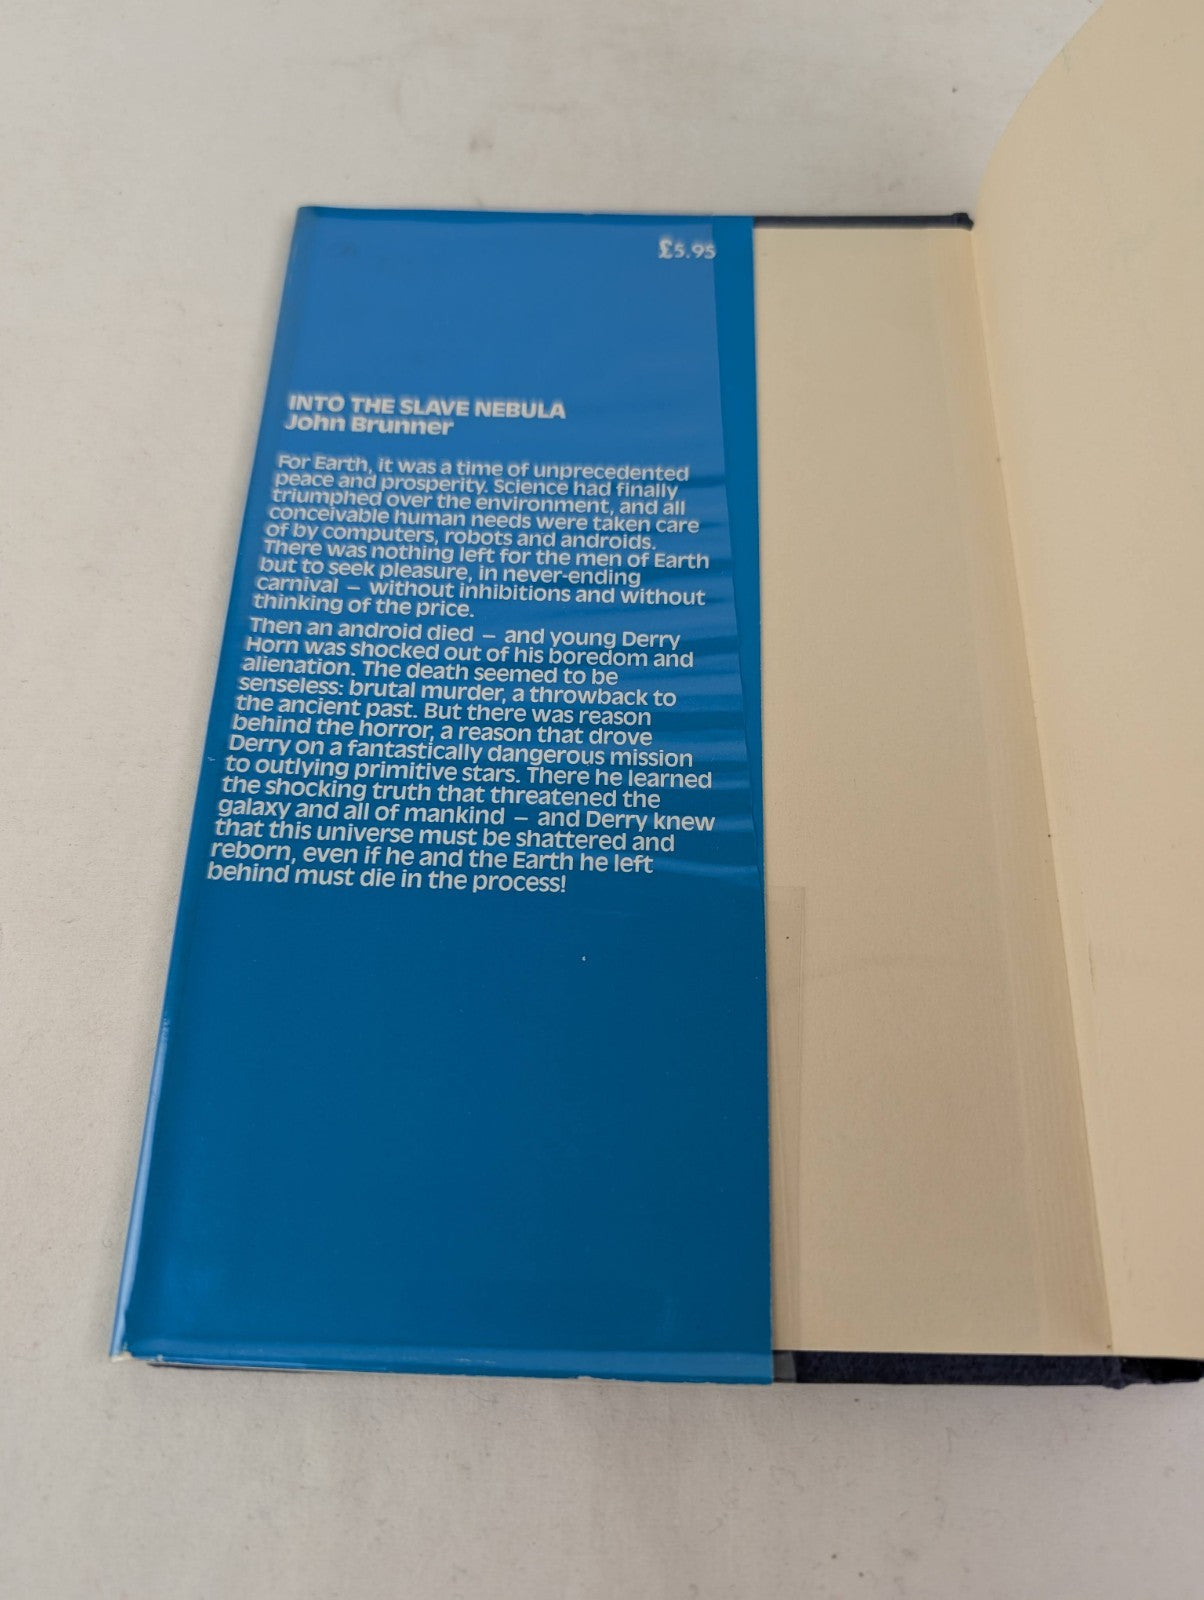 £5.95
INTO THE SLAVE NEBULA
John Brunner
For Earth, it was a time of unprecedented
peace and prosperity. Science had finally
triumphed over the environment, and all
conceivable human needs were taken care
of by computers, robots and androids.
There was nothing left for the men of Earth
but to seek pleasure, in never-ending
carnival – without inhibitions and without
thinking of the price.
Then an android died – and young Derry
Horn was shocked out of his boredom and
alienation. The death seemed to be
senseless: brutal murder, a throwback to
the ancient past. But there was reason
behind the horror, a reason that drove
Derry on a fantastically dangerous mission
to outlying primitive stars. There he learned
the shocking truth that threatened the
galaxy and all of mankind – and Derry knew
that this universe must be shattered and
reborn, even if he and the Earth he left
behind must die in the process!